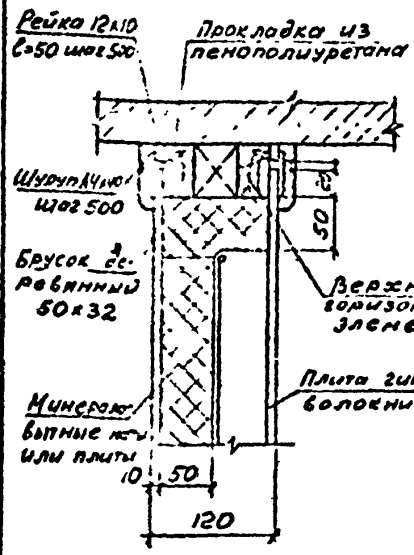 Рейка 12х10
ℓ=50 шаг 500
Прокладка из
пенополиуретана
Шуруп
шаг 500
50
Брусок де-
ревянный
50х32
Верхн
горизон
элеме
Плита гип
волокни
Минерало-
ватные
или плиты
10 50
120